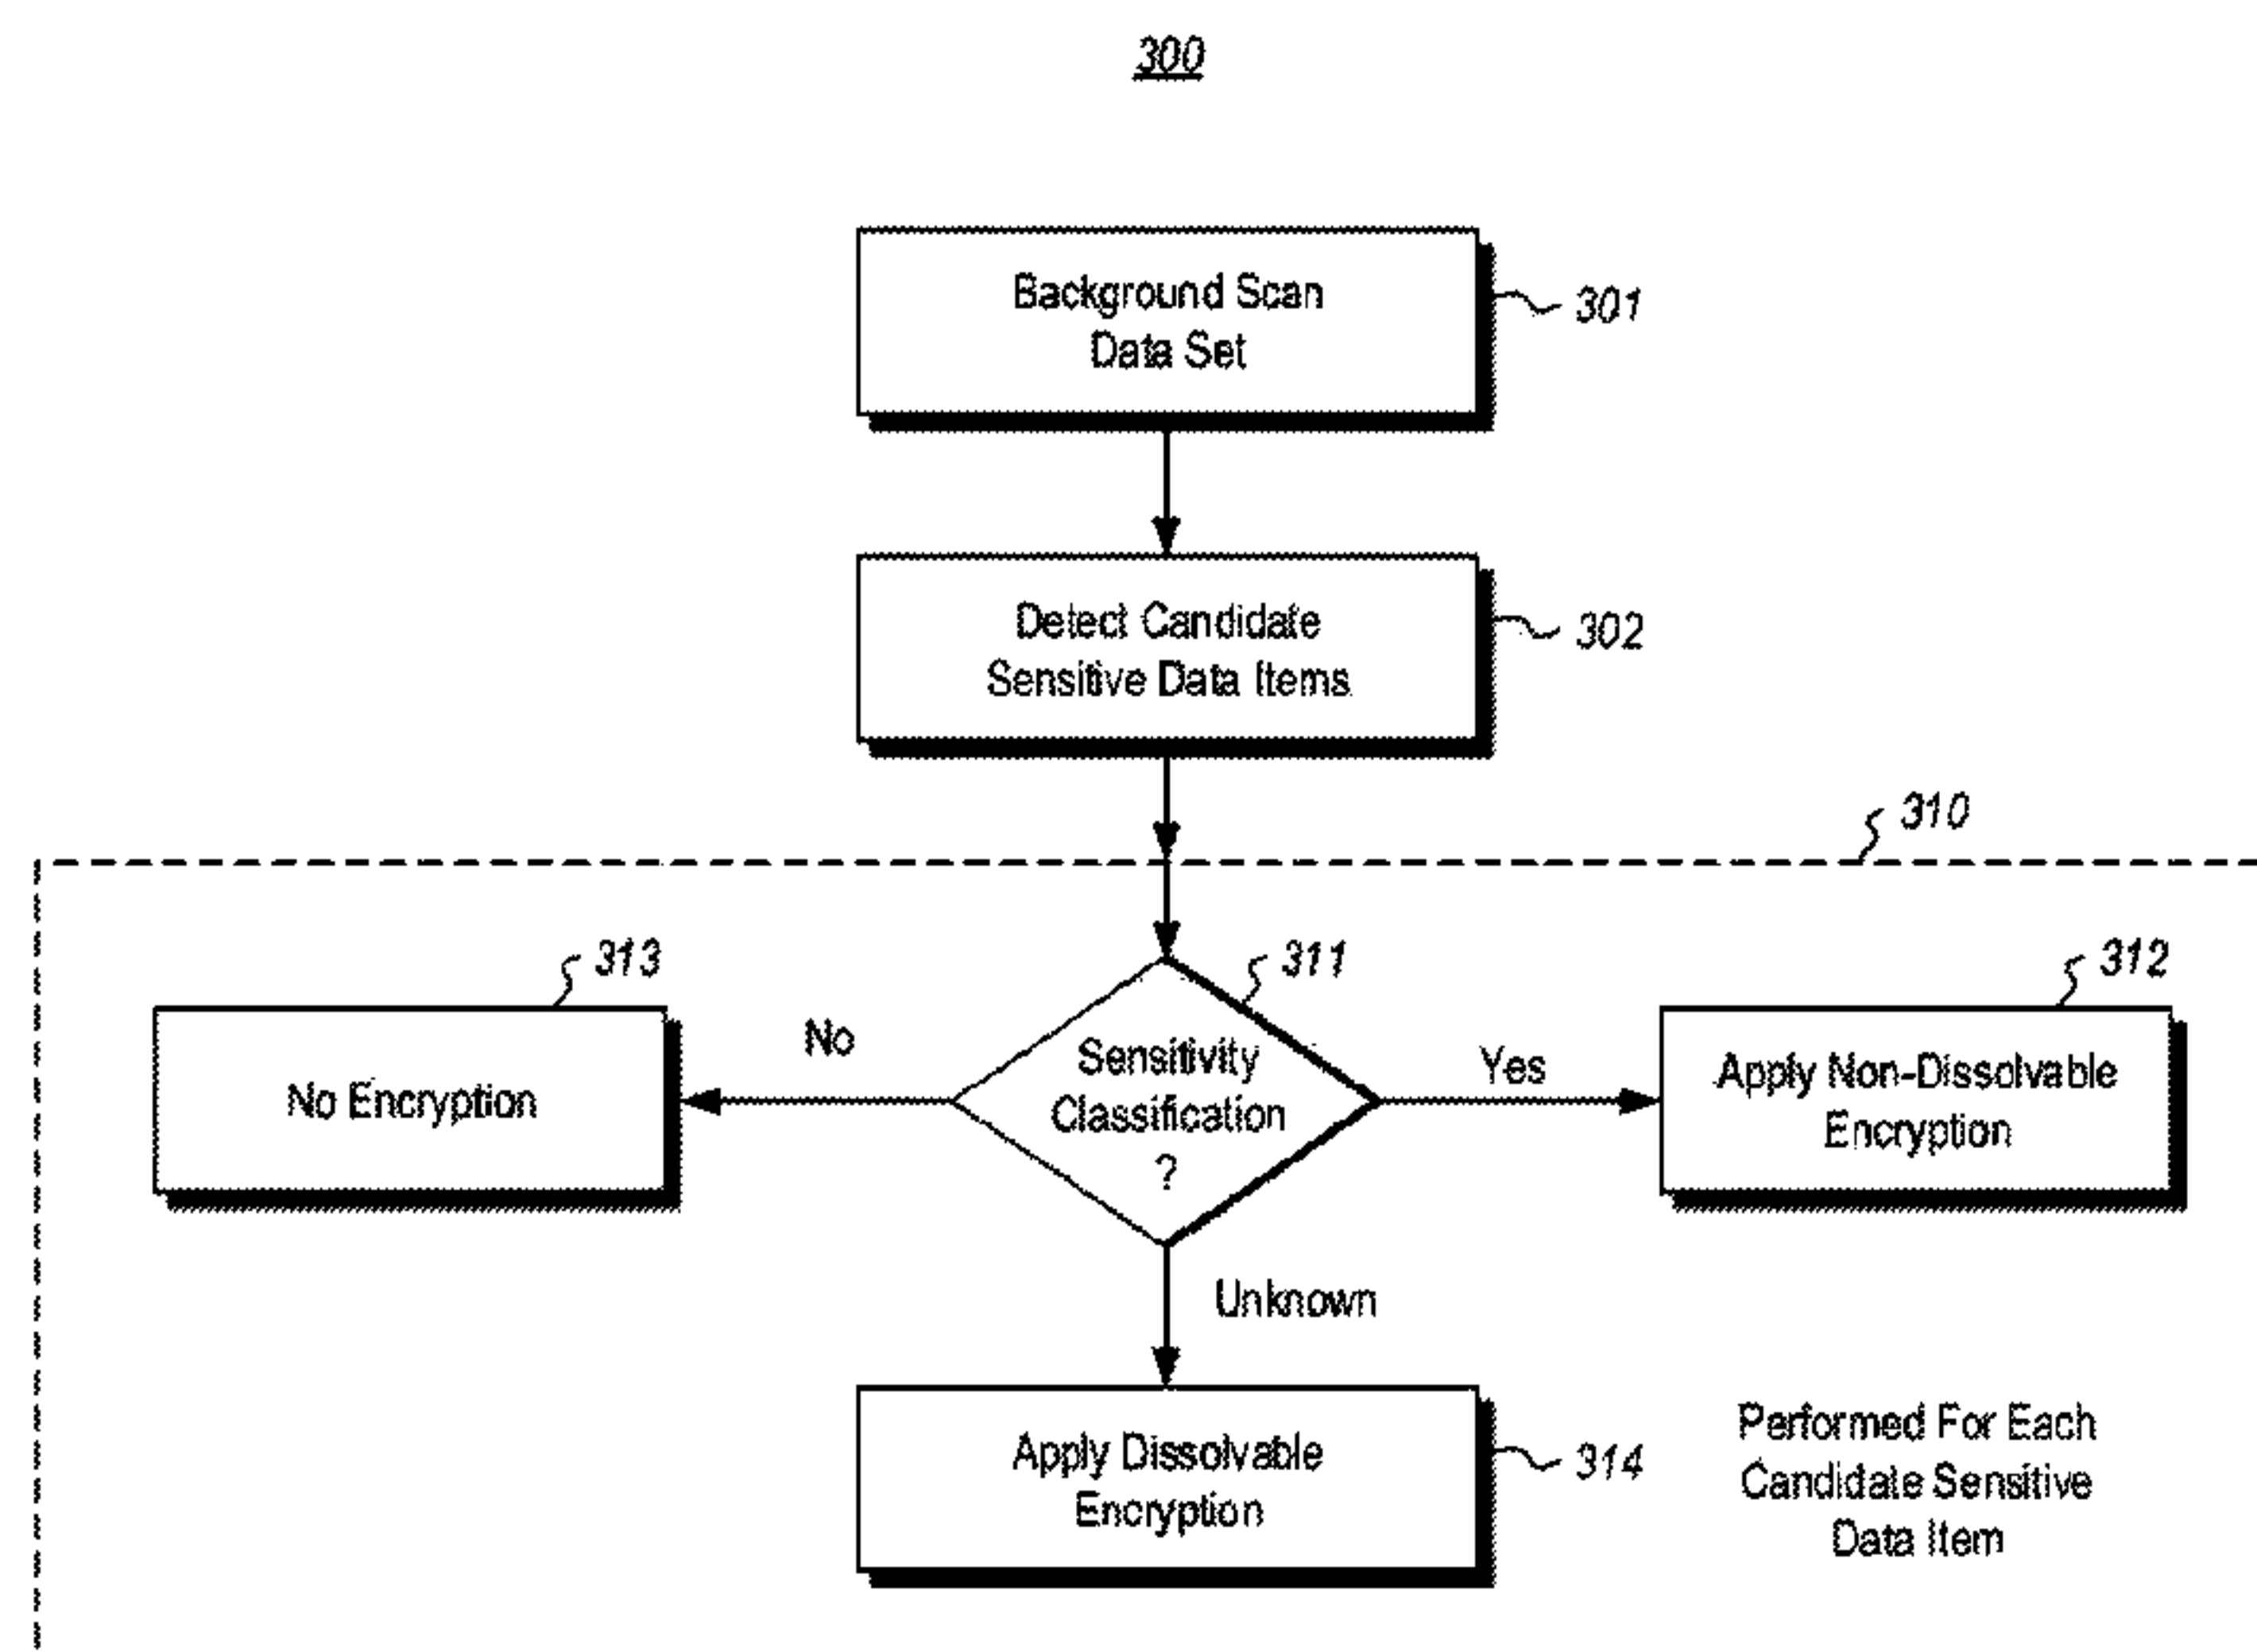 300
Background Scan
Data Set
301
Detect Candidate
Sensitive Data Items
302
310
313
311
312
No Encryption
No
Sensitivity
Classification
?
Yes
Apply Non-Dissolvable
Encryption
Unknown
Apply Dissolvable
Encryption
314
Performed For Each
Candidate Sensitive
Data Item